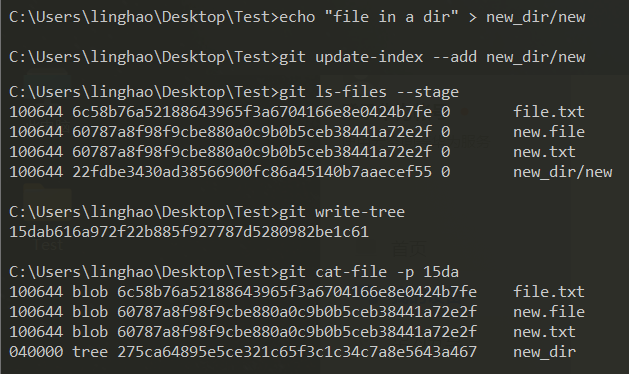 C:\Users\linghao\Desktop\Test>echo "file in a dir" > new_dir/new
C:\Users\linghao\Desktop\Test>git update-index --add new_dir/new
C:\Users\linghao\Desktop\Test>git ls-files --stage
100644 6c58b76a52188643965f3a6704166e8e0424b7fe 0 file.txt
100644 60787a8f98f9cbe880a0c9b0b5ceb38441a72e2f 0 new.file
100644 60787a8f98f9cbe880a0c9b0b5ceb38441a72e2f 0 new.txt
100644 22fdbe3430ad38566900fc86a45140b7aaecef55 0 new_dir/new
C:\Users\linghao\Desktop\Test>git write-tree
15dab616a972f22b885f927787d5280982be1c61
C:\Users\linghao\Desktop\Test>git cat-file -p 15da
100644 blob 6c58b76a52188643965f3a6704166e8e0424b7fe file.txt
100644 blob 60787a8f98f9cbe880a0c9b0b5ceb38441a72e2f new.file
100644 blob 60787a8f98f9cbe880a0c9b0b5ceb38441a72e2f new.txt
040000 tree 275ca64895e5ce321c65f3c1c34c7a8e5643a467 new_dir